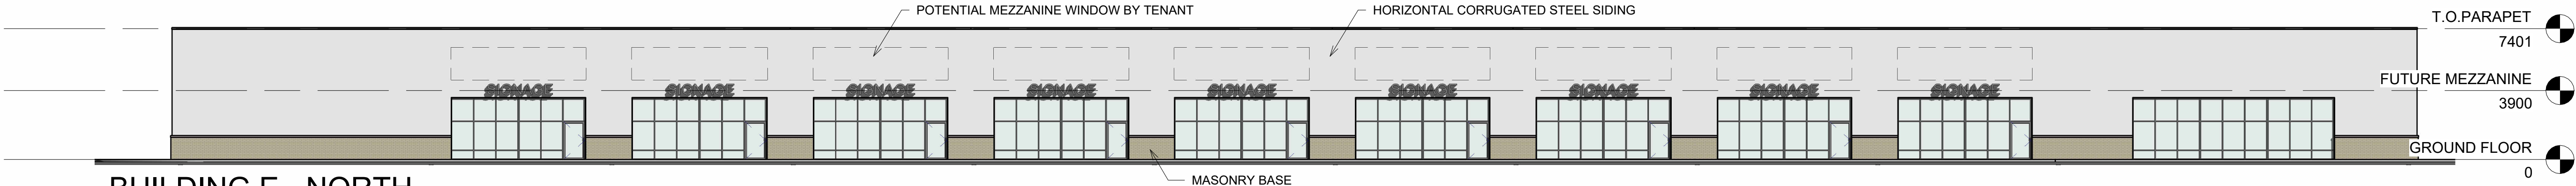 POTENTIAL MEZZANINE WINDOW BY TENANT
HORIZONTAL CORRUGATED STEEL SIDING
T.O.PARAPET
7401
FUTURE MEZZANINE
3900
SIGNAGE SIGNAGE SIGNAGE SIGNAGE SIGNAGE SIGNAGE SIGNAGE SIGNAGE SIGNAGE
GROUND FLOOR
0
MASONRY BASE
NORTH